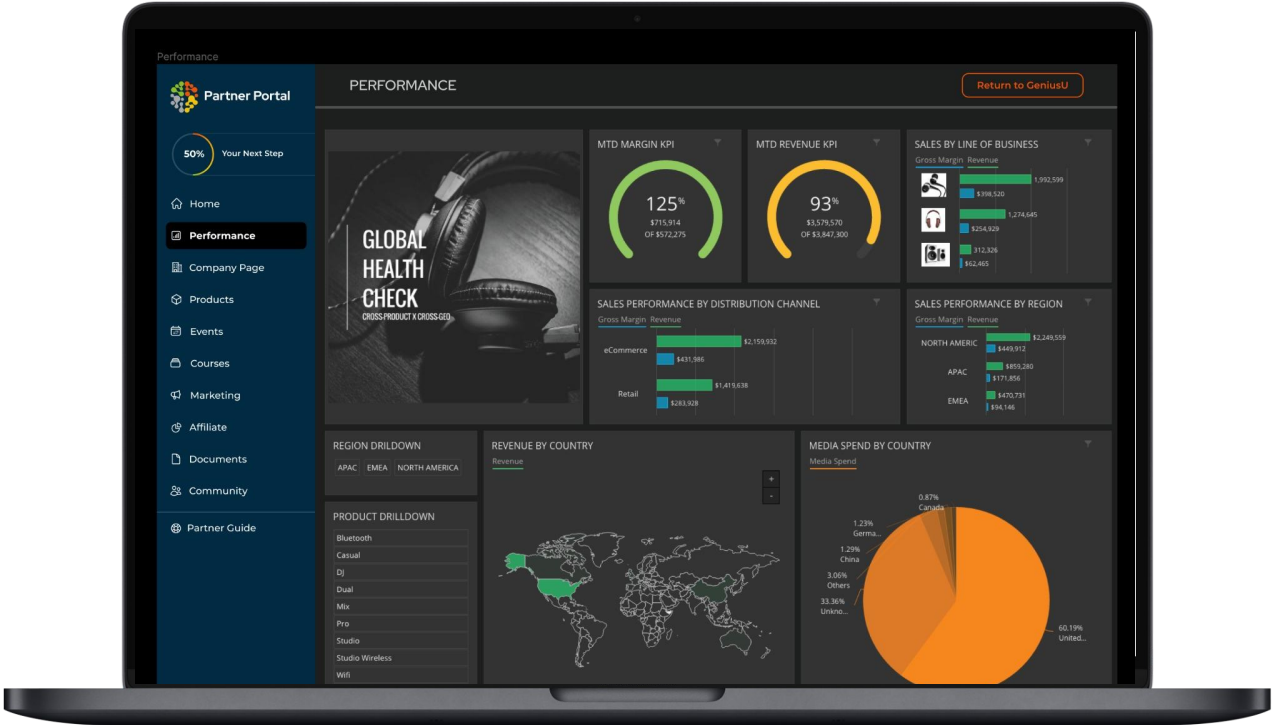 Performance
Partner Portal
50%
Your Next Step
Home
Performance
Company Page
Products
Events
Courses
Marketing
Affiliate
Documents
Community
Partner Guide
PERFORMANCE
Return to GeniusU
GLOBAL
HEALTH
CHECK
CROSS-PRODUCT X CROSS-GEO
MTD MARGIN KPI
125%
$715,914
OF $572,275
MTD REVENUE KPI
93%
$3,579,570
OF $3,847,300
SALES BY LINE OF BUSINESS
Gross Margin Revenue
1,992,599
$398,520
1,274,645
$254,929
312,326
$62,465
SALES PERFORMANCE BY DISTRIBUTION CHANNEL
Gross Margin Revenue
eCommerce
$2,159,932
$431,986
Retail
$1,419,638
$283,928
SALES PERFORMANCE BY REGION
Gross Margin Revenue
NORTH AMERIC
$2,249,559
$449,912
APAC
$859,280
$171,856
EMEA
$470,731
$94,146
REGION DRILDOWN
APAC EMEA NORTH AMERICA
PRODUCT DRILLDOWN
Bluetooth
Casual
DJ
Dual
Mix
Pro
Studio
Studio Wireless
Wifi
REVENUE BY COUNTRY
Revenue
+
-
MEDIA SPEND BY COUNTRY
Media Spend
0.87%
Canada
1.23%
Germa...
1.29%
China
3.06%
Others
33.36%
Unkno...
60.19%
United...